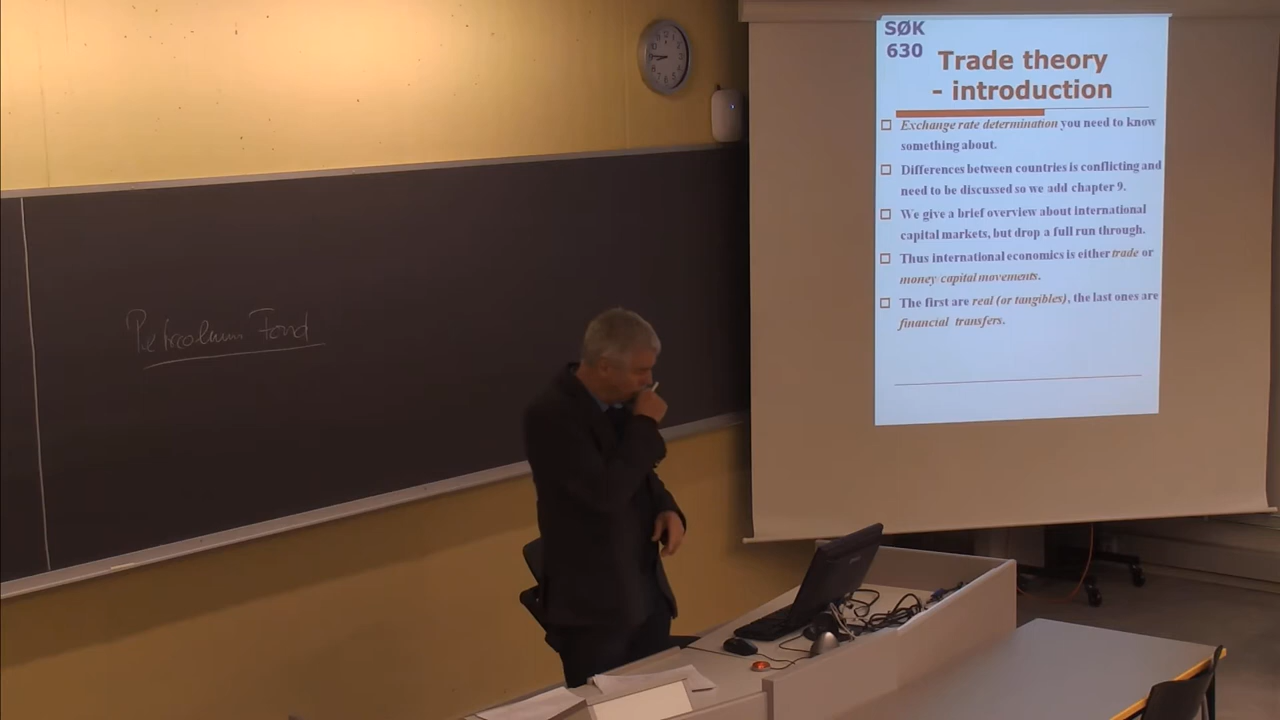 Petroleum Fond
SØK
630
Trade theory
- introduction
Exchange rate determination you need to know
something about.
Differences between countries is conflicting and
need to be discussed so we add chapter 9.
We give a brief overview about international
capital markets, but drop a full run through.
Thus international economics is either trade or
money/capital movements.
The first are real (or tangibles), the last ones are
financial transfers.